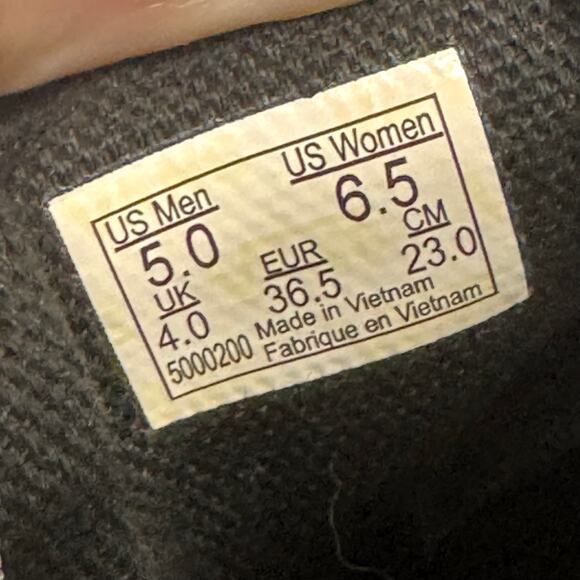 US Men US Women
5.0 6.5
UK EUR CM
4.0 36.5 23.0
5000200 Made in Vietnam
Fabrique en Vietnam